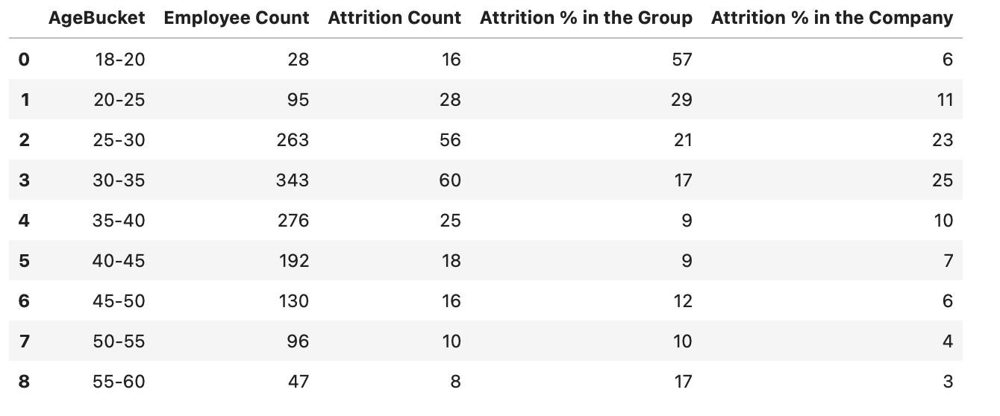 AgeBucket Employee Count Attrition Count Attrition % in the Group Attrition % in the Company
0 18-20 28 16 57 6
1 20-25 95 28 29 11
2 25-30 263 56 21 23
3 30-35 343 60 17 25
4 35-40 276 25 9 10
5 40-45 192 18 9 7
6 45-50 130 16 12 6
7 50-55 96 10 10 4
8 55-60 47 8 17 3